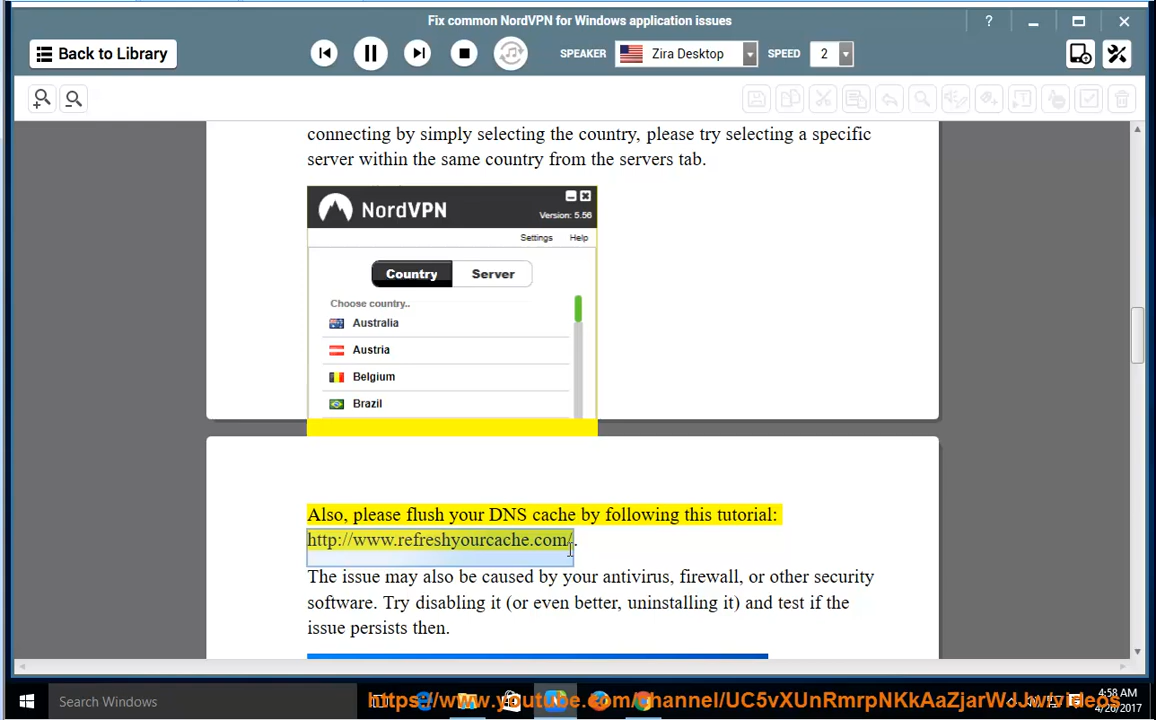 Fix common NordVPN for Windows application issues
Back to Library
SPEAKER
Zira Desktop
SPEED
2
connecting by simply selecting the country, please try selecting a specific
server within the same country from the servers tab.
NordVPN
Version: 5.56
Settings Help
Country Server
Choose country..
Australia
Austria
Belgium
Brazil
Also, please flush your DNS cache by following this tutorial:
http://www.refreshyourcache.com/.
The issue may also be caused by your antivirus, firewall, or other security
software. Try disabling it (or even better, uninstalling it) and test if the
issue persists then.
Search Windows
4:58 AM
4/26/2017